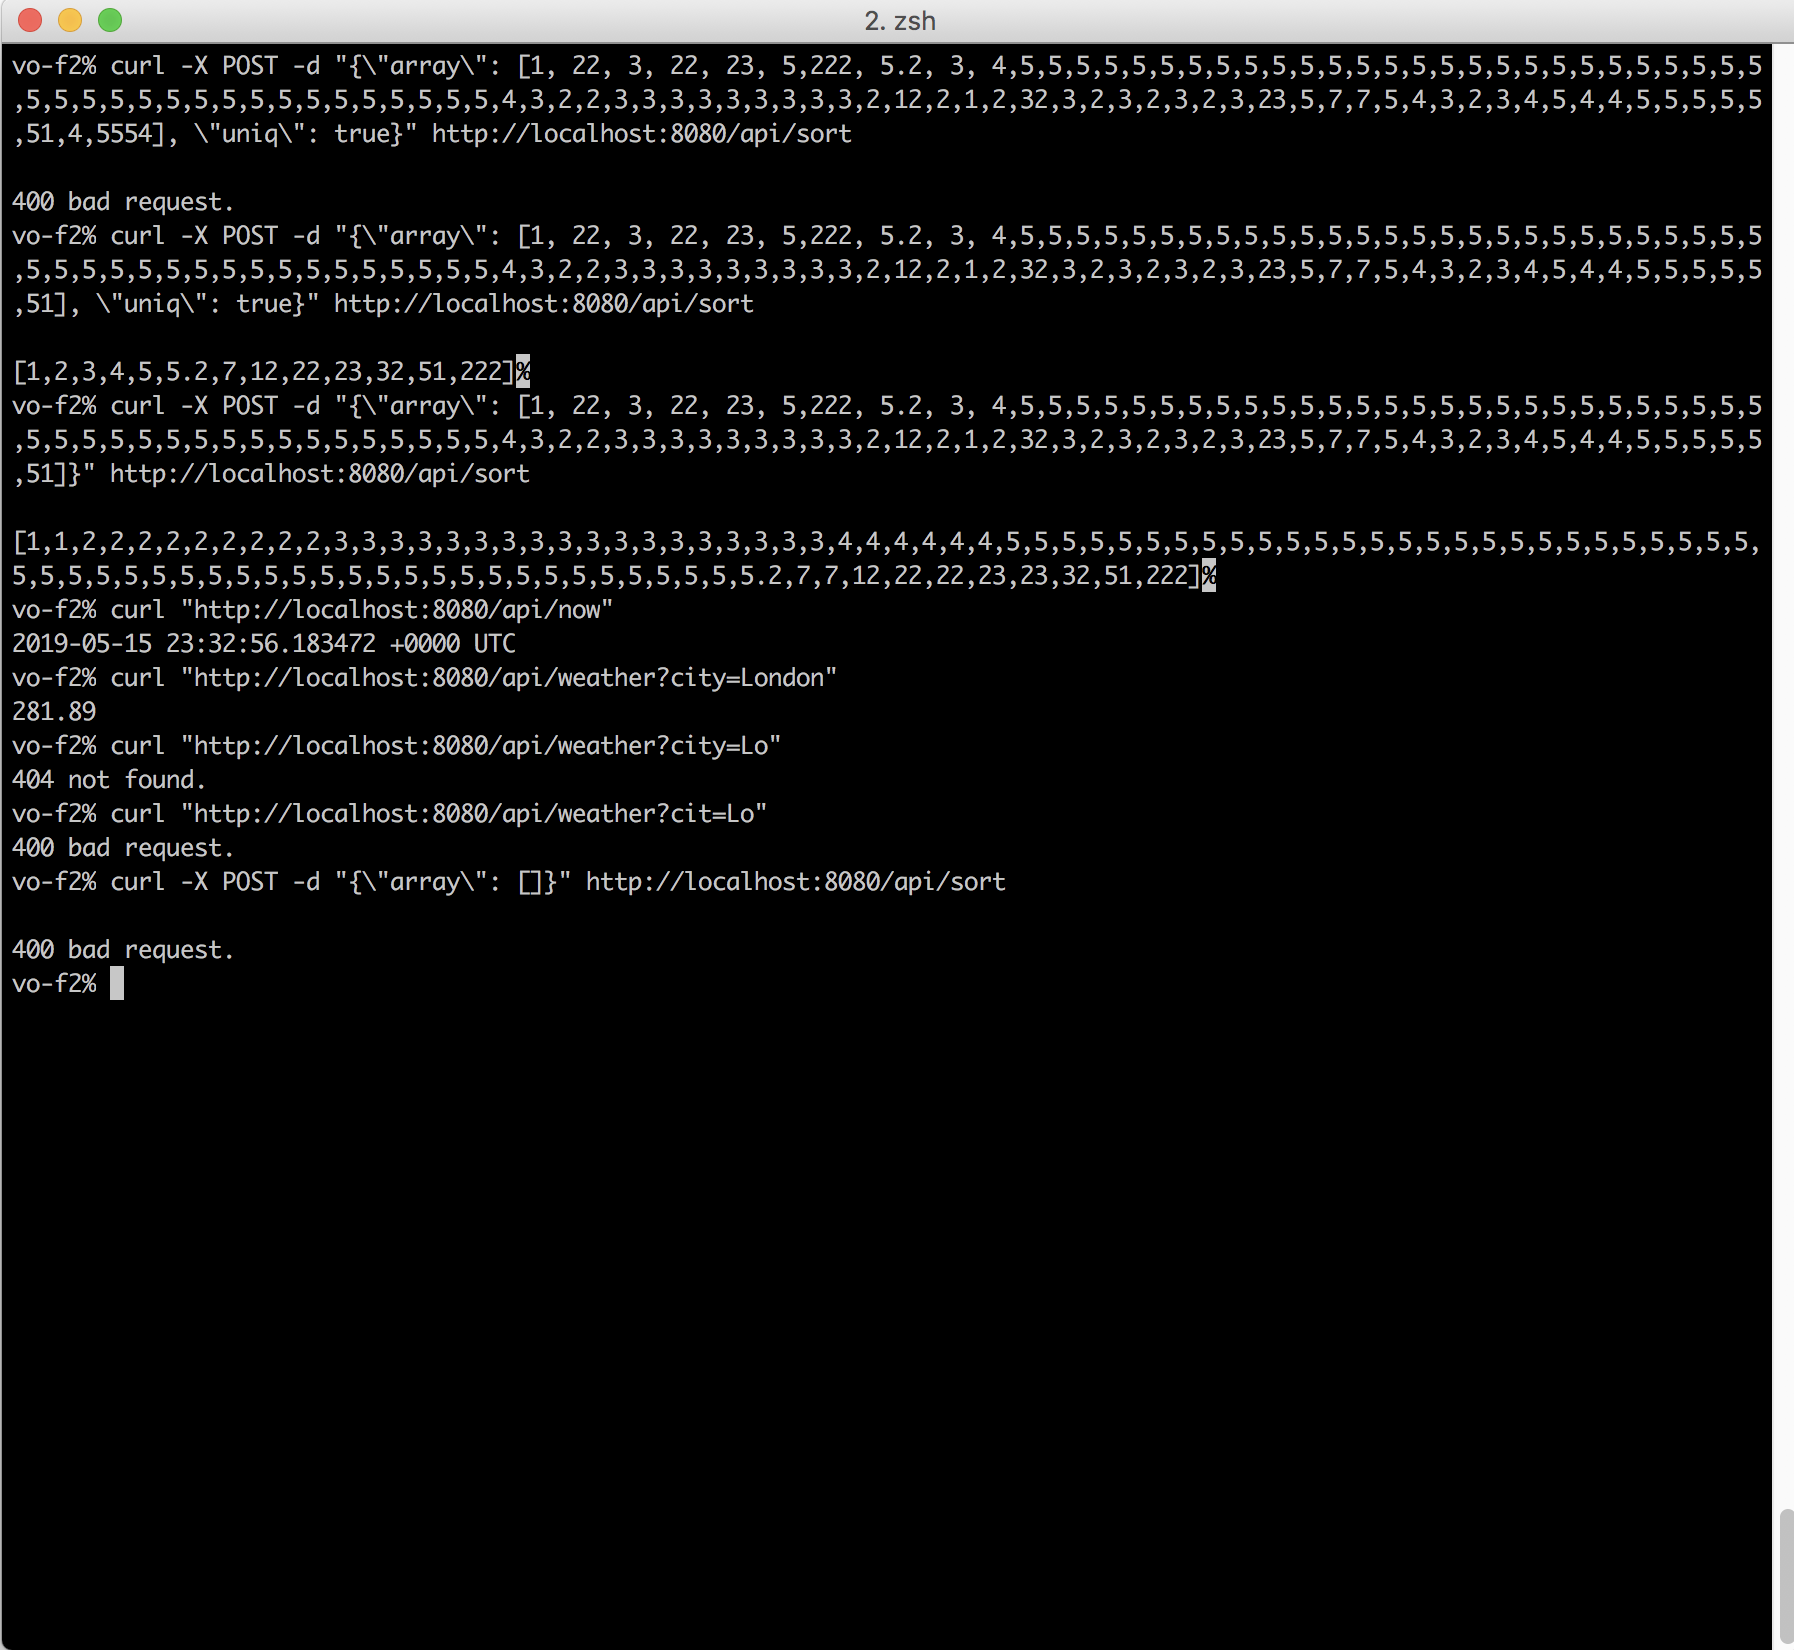 2. zsh
vo-f2% curl -X POST -d "{\"array\": [1, 22, 3, 22, 23, 5,222, 5.2, 3, 4,5,5,5,5,5,5,5,5,5,5,5,5,5,5,5,5,5,5,5,5,5,5,5,5,5,5,5
,5,5,5,5,5,5,5,5,5,5,5,5,5,5,5,5,5,4,3,2,2,3,3,3,3,3,3,3,3,3,2,12,2,1,2,32,3,2,3,2,3,2,3,23,5,7,7,5,4,3,2,3,4,5,4,4,5,5,5,5,5
,51,4,5554], \"uniq\": true}" http://localhost:8080/api/sort
400 bad request.
vo-f2% curl -X POST -d "{\"array\": [1, 22, 3, 22, 23, 5,222, 5.2, 3, 4,5,5,5,5,5,5,5,5,5,5,5,5,5,5,5,5,5,5,5,5,5,5,5,5,5,5,5
,5,5,5,5,5,5,5,5,5,5,5,5,5,5,5,5,5,4,3,2,2,3,3,3,3,3,3,3,3,3,2,12,2,1,2,32,3,2,3,2,3,2,3,23,5,7,7,5,4,3,2,3,4,5,4,4,5,5,5,5,5
,51], \"uniq\": true}" http://localhost:8080/api/sort
[1,2,3,4,5,5.2,7,12,22,23,32,51,222]%
vo-f2% curl -X POST -d "{\"array\": [1, 22, 3, 22, 23, 5,222, 5.2, 3, 4,5,5,5,5,5,5,5,5,5,5,5,5,5,5,5,5,5,5,5,5,5,5,5,5,5,5,5
,5,5,5,5,5,5,5,5,5,5,5,5,5,5,5,5,5,4,3,2,2,3,3,3,3,3,3,3,3,3,2,12,2,1,2,32,3,2,3,2,3,2,3,23,5,7,7,5,4,3,2,3,4,5,4,4,5,5,5,5,5
,51]}" http://localhost:8080/api/sort
[1,1,2,2,2,2,2,2,2,2,2,3,3,3,3,3,3,3,3,3,3,3,3,3,3,3,3,3,3,4,4,4,4,4,4,5,5,5,5,5,5,5,5,5,5,5,5,5,5,5,5,5,5,5,5,5,5,5,5,5,5,5,
5,5,5,5,5,5,5,5,5,5,5,5,5,5,5,5,5,5,5,5,5,5,5,5,5,5,5.2,7,7,12,22,22,23,23,32,51,222]%
vo-f2% curl "http://localhost:8080/api/now"
2019-05-15 23:32:56.183472 +0000 UTC
vo-f2% curl "http://localhost:8080/api/weather?city=London"
281.89
vo-f2% curl "http://localhost:8080/api/weather?city=Lo"
404 not found.
vo-f2% curl "http://localhost:8080/api/weather?cit=Lo"
400 bad request.
vo-f2% curl -X POST -d "{\"array\": []}" http://localhost:8080/api/sort
400 bad request.
vo-f2%